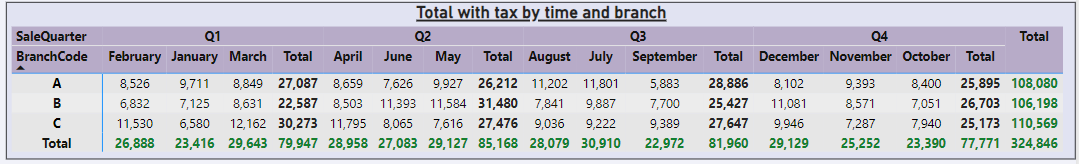 Total with tax by time and branch
SaleQuarter Q1 Q2 Q3 Q4 Total
BranchCode February January March Total April June May Total August July September Total December November October Total
A 8,526 9,711 8,849 27,087 8,659 7,626 9,927 26,212 11,202 11,801 5,883 28,886 8,102 9,393 8,400 25,895 108,080
B 6,832 7,125 8,631 22,587 8,503 11,393 11,584 31,480 7,841 9,887 7,700 25,427 11,081 8,571 7,051 26,703 106,198
C 11,530 6,580 12,162 30,273 11,795 8,065 7,616 27,476 9,036 9,222 9,389 27,647 9,946 7,287 7,940 25,173 110,569
Total 26,888 23,416 29,643 79,947 28,958 27,083 29,127 85,168 28,079 30,910 22,972 81,960 29,129 25,252 23,390 77,771 324,846